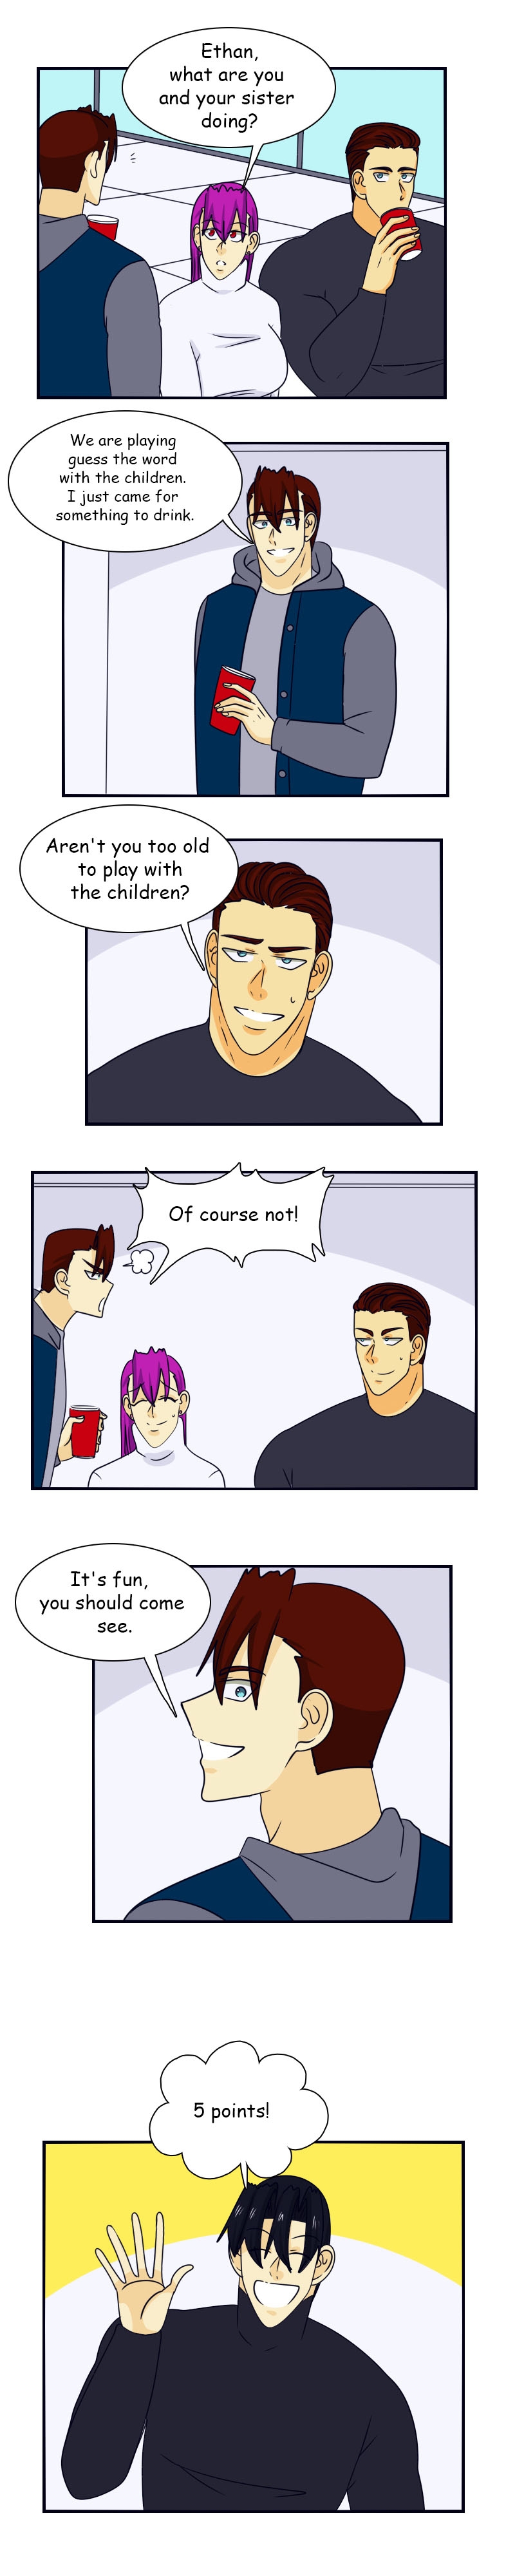 Ethan,
what are you
and your sister
doing?
We are playing
guess the word
with the children.
I just came for
something to drink.
Aren't you too old
to play with
the children?
Of course not!
It's fun,
you should come
see.
5 points!